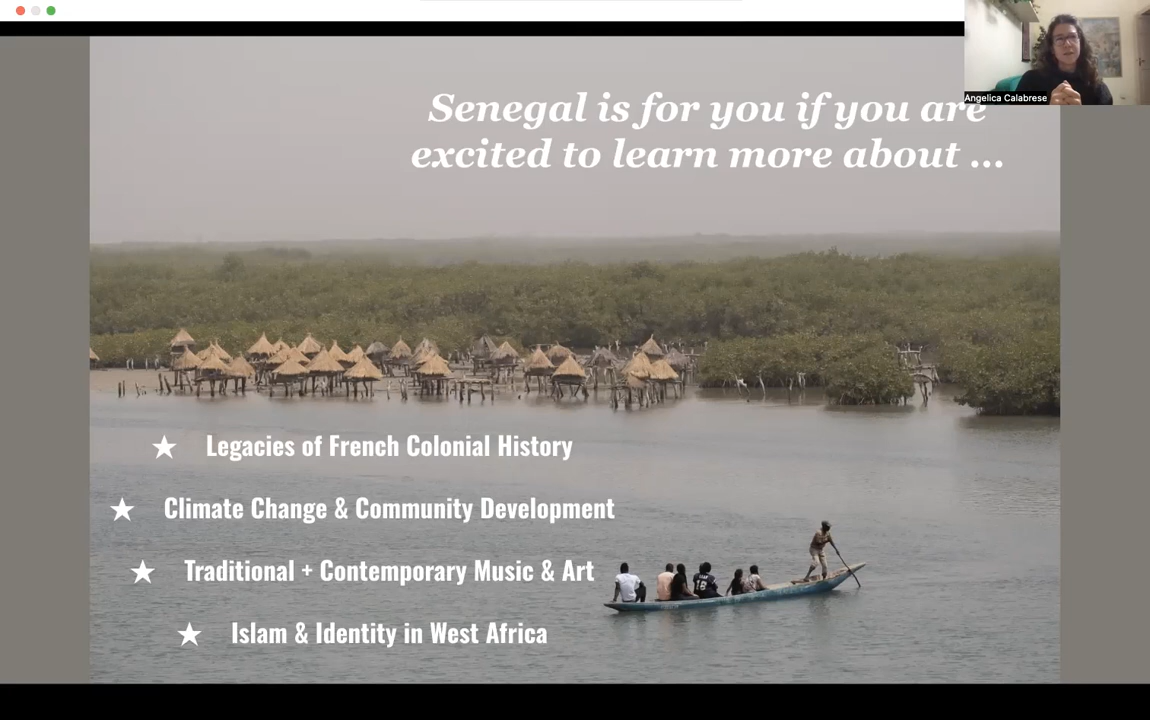 Senegal is for you if you are
excited to learn more about ...
Angelica Calabrese
★ Legacies of French Colonial History
★ Climate Change & Community Development
★ Traditional + Contemporary Music & Art
★ Islam & Identity in West Africa
18